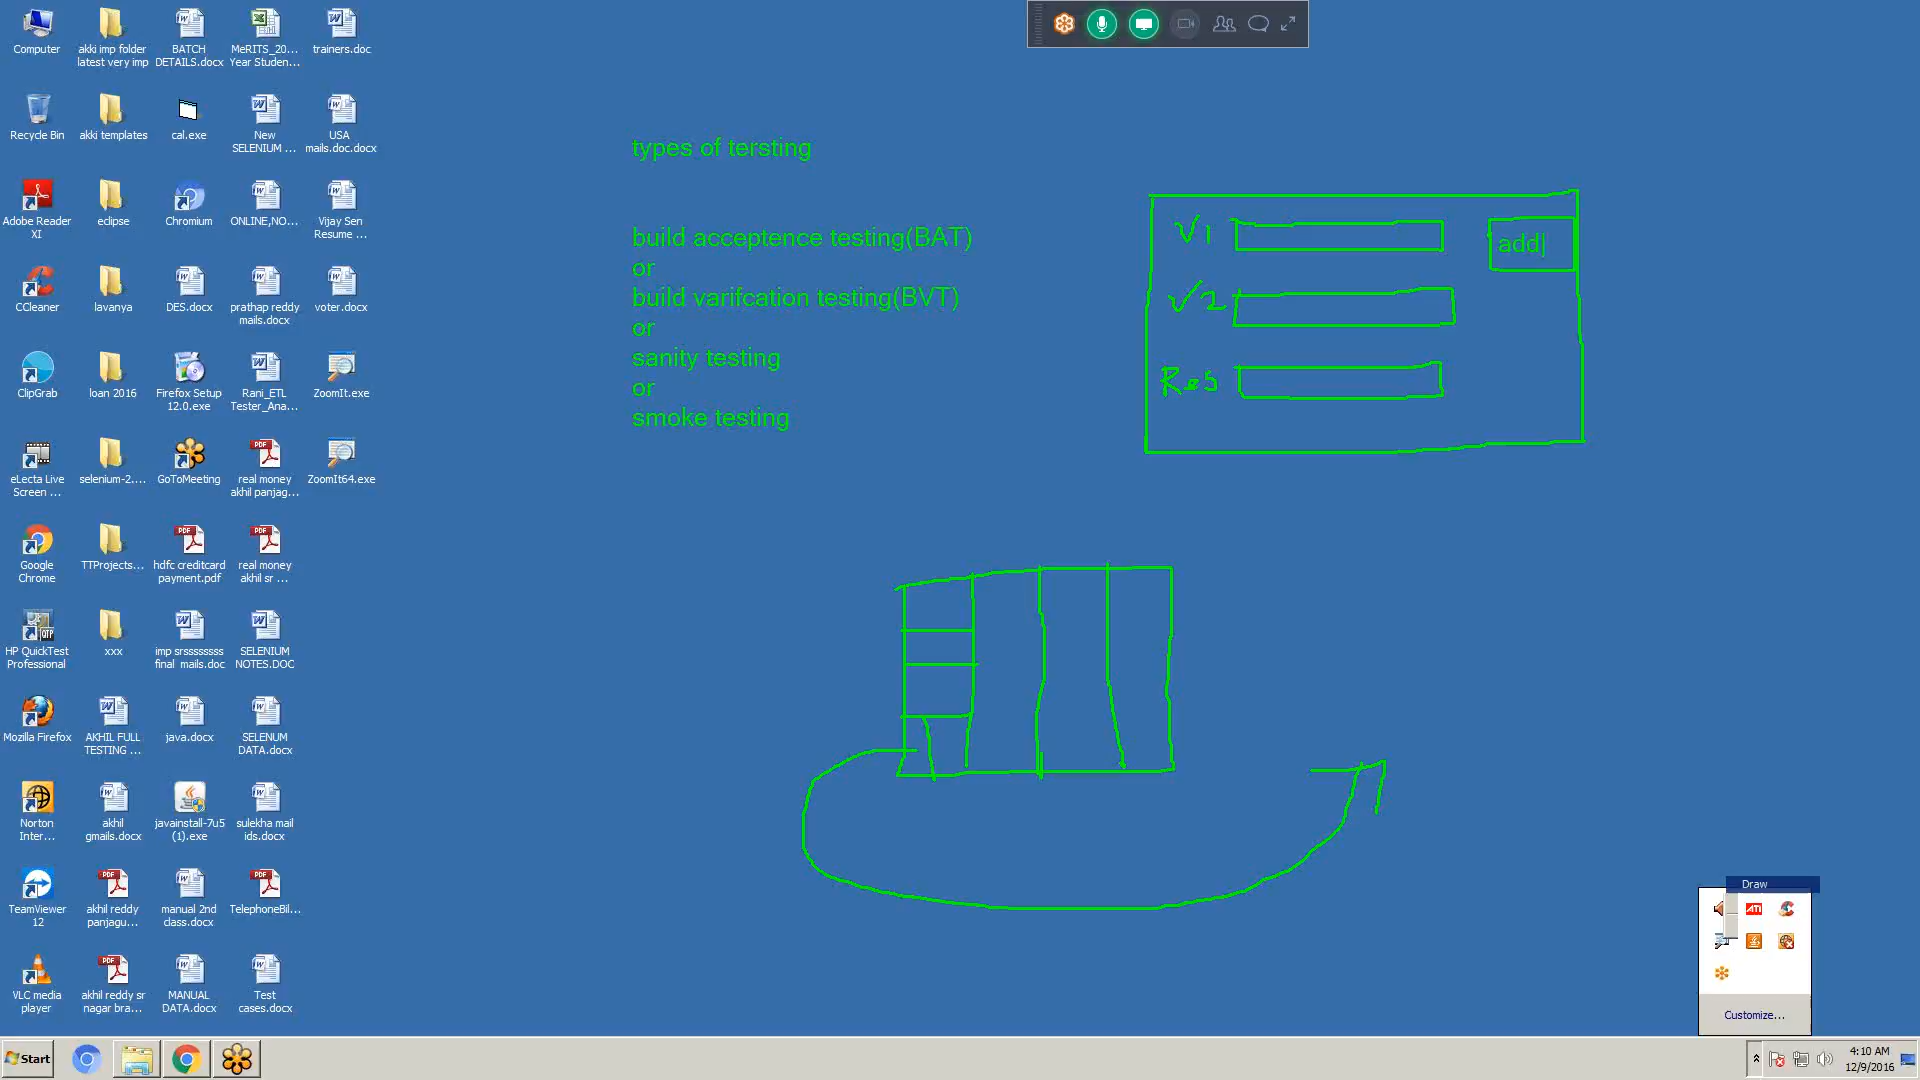 Computer
akki imp folder
latest very imp
BATCH
DETAILS.docx
MeRITS_20...
Year Studen...
trainers.doc
Recycle Bin
akki templates
cal.exe
New
SELENIUM ...
USA
mails.doc.docx
Adobe Reader
XI
eclipse
Chromium
ONLINE,NO...
Vijay Sen
Resume ...
CCleaner
lavanya
DES.docx
prathap reddy
mails.docx
voter.docx
ClipGrab
loan 2016
Firefox Setup
12.0.exe
Rani_ETL
Tester_Ana...
ZoomIt.exe
eLecta Live
Screen ...
selenium-2....
GoToMeeting
real money
akhil panjag...
ZoomIt64.exe
Google
Chrome
TTProjects...
hdfc creditcard
payment.pdf
real money
akhil sr ...
HP QuickTest
Professional
xxx
imp srssssssss
final mails.doc
SELENIUM
NOTES.DOC
Mozilla Firefox
AKHIL FULL
TESTING ...
java.docx
SELENUM
DATA.docx
Norton
Inter...
akhil
gmails.docx
javainstall-7u5
(1).exe
sulekha mail
ids.docx
TeamViewer
12
akhil reddy
panjagu...
manual 2nd
class.docx
TelephoneBil...
VLC media
player
akhil reddy sr
nagar bra...
MANUAL
DATA.docx
Test
cases.docx
types of tersting
build acceptence testing(BAT)
or
build varifcation testing(BVT)
or
sanity testing
or
smoke testing
V1
add
V2
Res
Draw
ATI
Customize...
Start
4:10 AM
12/9/2016